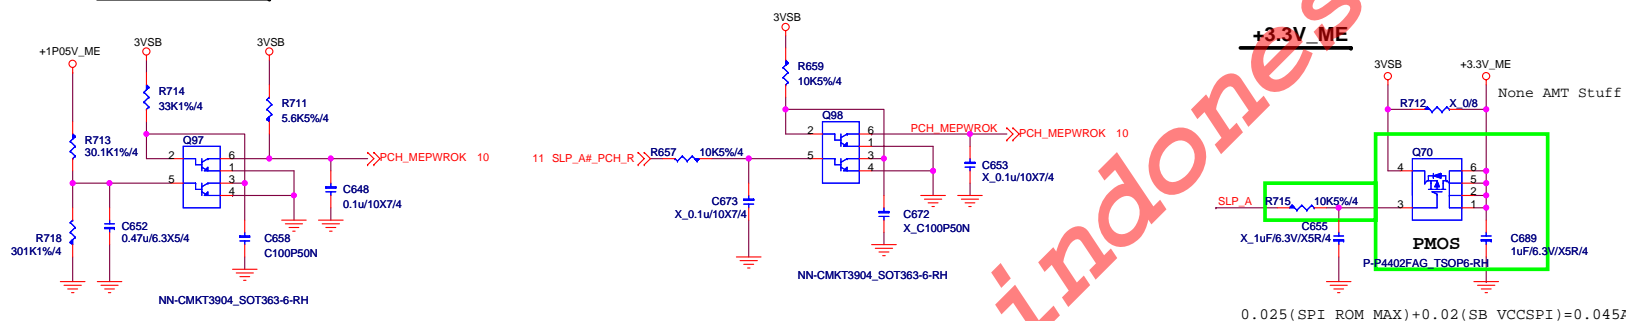 +1P05V_ME
3VSB
3VSB
R714
33K1%/4
R711
5.6K5%/4
R713
30.1K1%/4
Q97
2
6
1
5
3
4
PCH_MEPWROK 10
C648
0.1u/10X7/4
R718
301K1%/4
C652
0.47u/6.3X5/4
C658
C100P50N
NN-CMKT3904_SOT363-6-RH
3VSB
R659
10K5%/4
Q98
2
6
1
5
3
4
PCH_MEPWROK
PCH_MEPWROK 10
11 SLP_A#_PCH_R
R657
10K5%/4
C653
X_0.1u/10X7/4
C673
X_0.1u/10X7/4
C672
X_C100P50N
NN-CMKT3904_SOT363-6-RH
indones
+3.3V_ME
3VSB
+3.3V_ME
R712
X_0/8
None AMT Stuff
Q70
4
6
5
2
3
1
SLP_A
R715
10K5%/4
C655
X_1uF/6.3V/X5R/4
PMOS
P-P4402FAG_TSOP6-RH
C689
1uF/6.3V/X5R/4
0.025(SPI ROM MAX)+0.02(SB VCCSPI)=0.045A